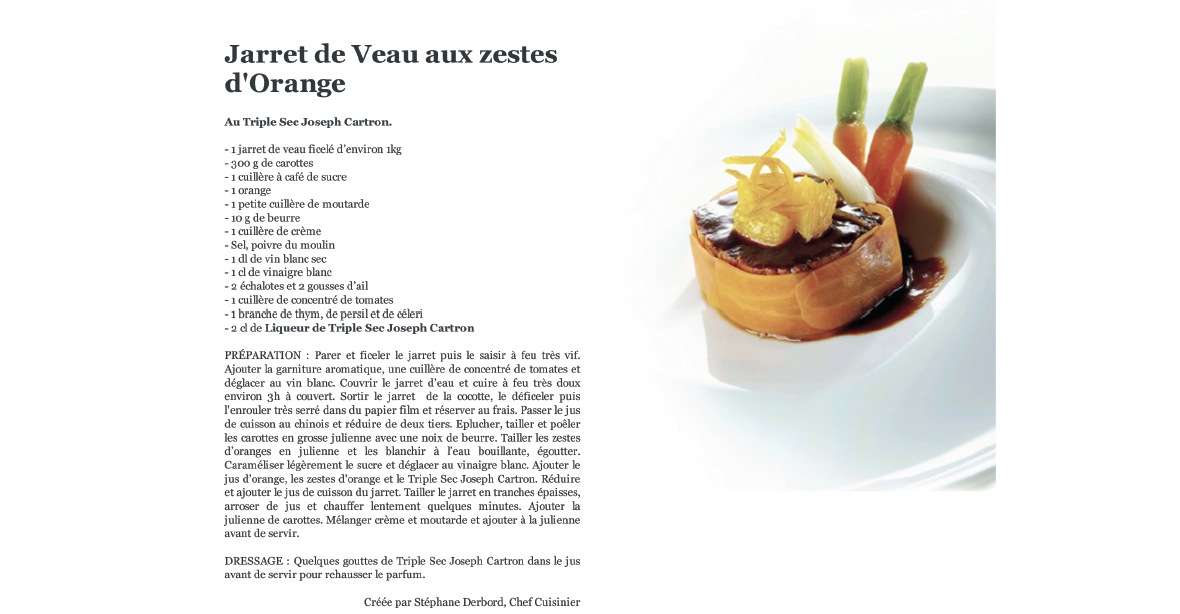 Jarret de Veau aux zestes
d'Orange
Au Triple Sec Joseph Cartron.
- 1 jarret de veau ficelé d'environ 1kg
- 300 g de carottes
- 1 cuillère à café de sucre
- 1 orange
- 1 petite cuillère de moutarde
- 10 g de beurre
- 1 cuillère de crème
- Sel, poivre du moulin
- 1 dl de vin blanc sec
- 1 cl de vinaigre blanc
- 2 échalotes et 2 gousses d'ail
- 1 cuillère de concentré de tomates
- 1 branche de thym, de persil et de céleri
- 2 cl de Liqueur de Triple Sec Joseph Cartron
PRÉPARATION : Parer et ficeler le jarret puis le saisir à feu très vif.
Ajouter la garniture aromatique, une cuillère de concentré de tomates et
déglacer au vin blanc. Couvrir le jarret d'eau et cuire à feu très doux
environ 3h à couvert. Sortir le jarret de la cocotte, le déficeler puis
l'enrouler très serré dans du papier film et réserver au frais. Passer le jus
de cuisson au chinois et réduire de deux tiers. Eplucher, tailler et poêler
les carottes en grosse julienne avec une noix de beurre. Tailler les zestes
d'oranges en julienne et les blanchir à l'eau bouillante, égoutter.
Caraméliser légèrement le sucre et déglacer au vinaigre blanc. Ajouter le
jus d'orange, les zestes d'orange et le Triple Sec Joseph Cartron. Réduire
et ajouter le jus de cuisson du jarret. Tailler le jarret en tranches épaisses,
arroser de jus et chauffer lentement quelques minutes. Ajouter la
julienne de carottes. Mélanger crème et moutarde et ajouter à la julienne
avant de servir.
DRESSAGE : Quelques gouttes de Triple Sec Joseph Cartron dans le jus
avant de servir pour rehausser le parfum.
Créée par Stéphane Derbord, Chef Cuisinier